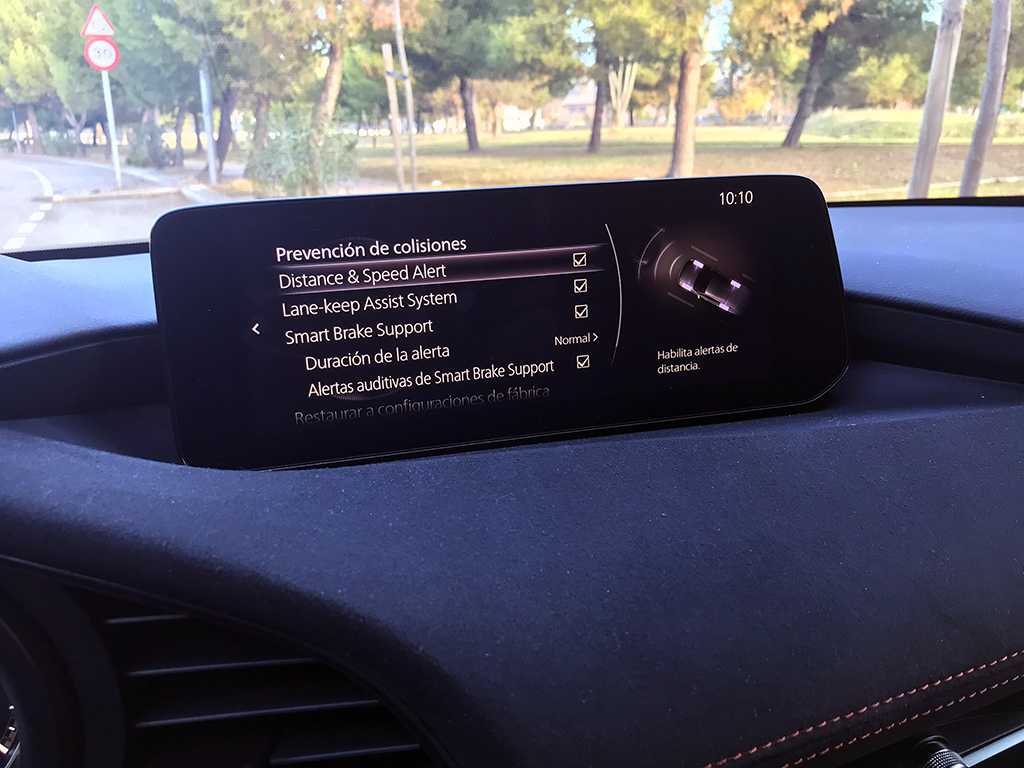 30
10:10
Prevención de colisiones
Distance & Speed Alert
Lane-keep Assist System
Smart Brake Support
Duración de la alerta
Normal
Alertas auditivas de Smart Brake Support
Restaurar a configuraciones de fábrica
Habilita alertas de
distancia.